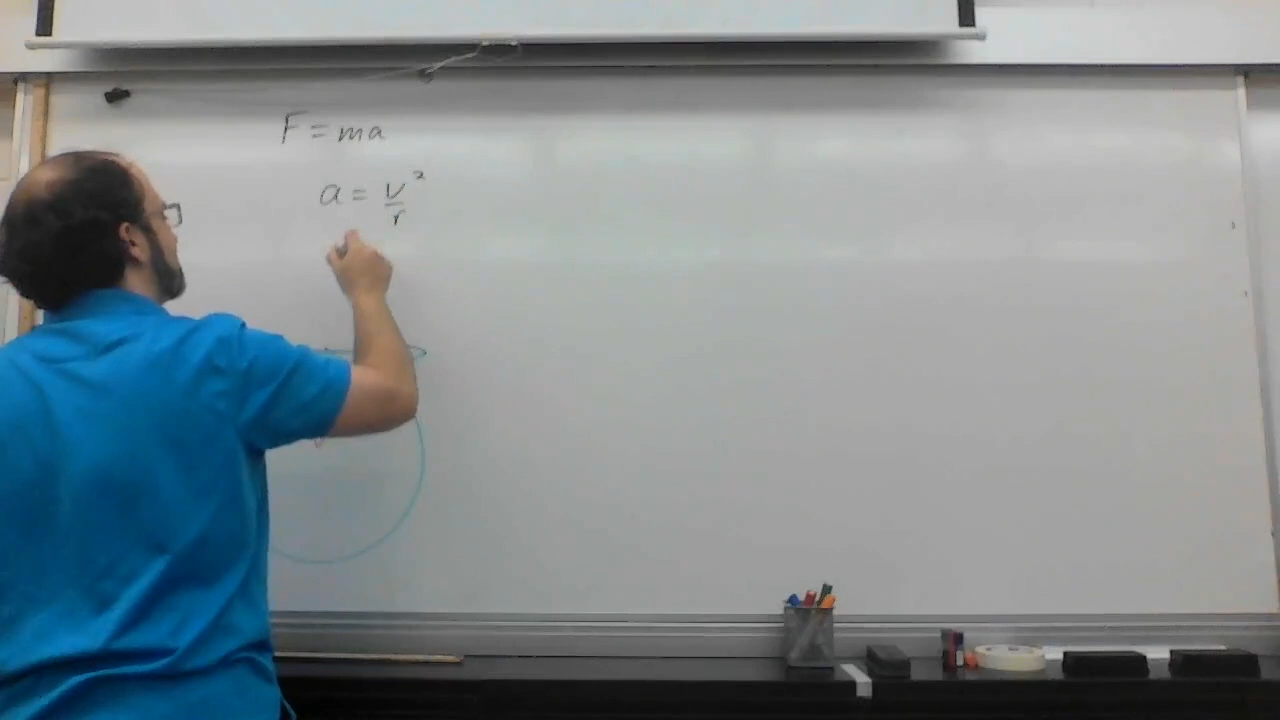 F = ma
a = v²/r